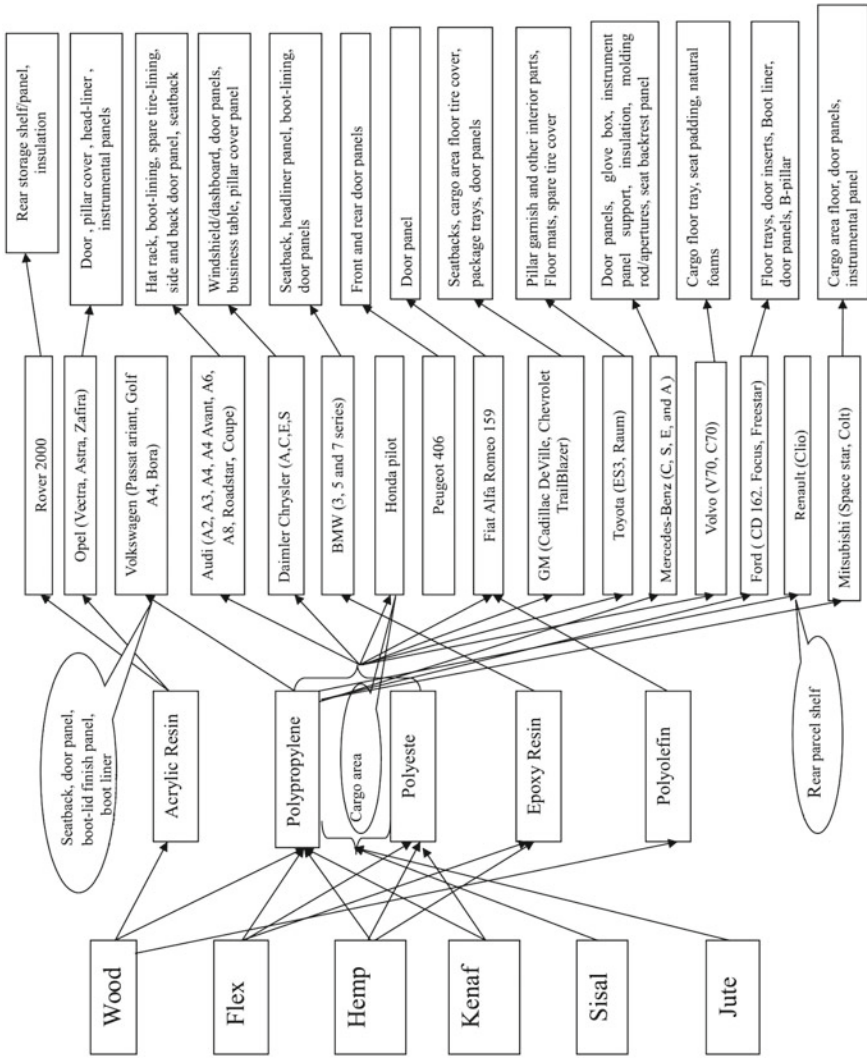 Wood
Flex
Hemp
Kenaf
Sisal
Jute
Seatback, door panel,
boot-lid finish panel,
boot liner
Acrylic Resin
Polypropylene
Cargo area
Polyeste
Epoxy Resin
Polyolefin
Rear parcel shelf
Rover 2000
Opel (Vectra, Astra, Zafira)
Volkswagen (Passat ariant, Golf
A4, Bora)
Audi (A2, A3, A4, A4 Avant, A6,
A8, Roadstar, Coupe)
Daimler Chrysler (A,C,E,S
BMW (3, 5 and 7 series)
Honda pilot
Peugeot 406
Fiat Alfa Romeo 159
GM (Cadillac DeVille, Chevrolet
TrailBlazer)
Toyota (ES3, Raum)
Mercedes-Benz (C, S, E, and A )
Volvo (V70, C70)
Ford ( CD 162. Focus, Freestar)
Renault (Clio)
Mitsubishi (Space star, Colt)
Rear storage shelf/panel,
insulation
Door , pillar cover , head-liner ,
instrumental panels
Hat rack, boot-lining, spare tire-lining,
side and back door panel, seatback
Windshield/dashboard, door panels,
business table, pillar cover panel
Seatback, headliner panel, boot-lining,
door panels
Front and rear door panels
Door panel
Seatbacks, cargo area floor tire cover,
package trays, door panels
Pillar garnish and other interior parts,
Floor mats, spare tire cover
Door panels, glove box, instrument
panel support, insulation, molding
rod/apertures, seat backrest panel
Cargo floor tray, seat padding, natural
foams
Floor trays, door inserts, Boot liner,
door panels, B-pillar
Cargo area floor, door panels,
instrumental panel